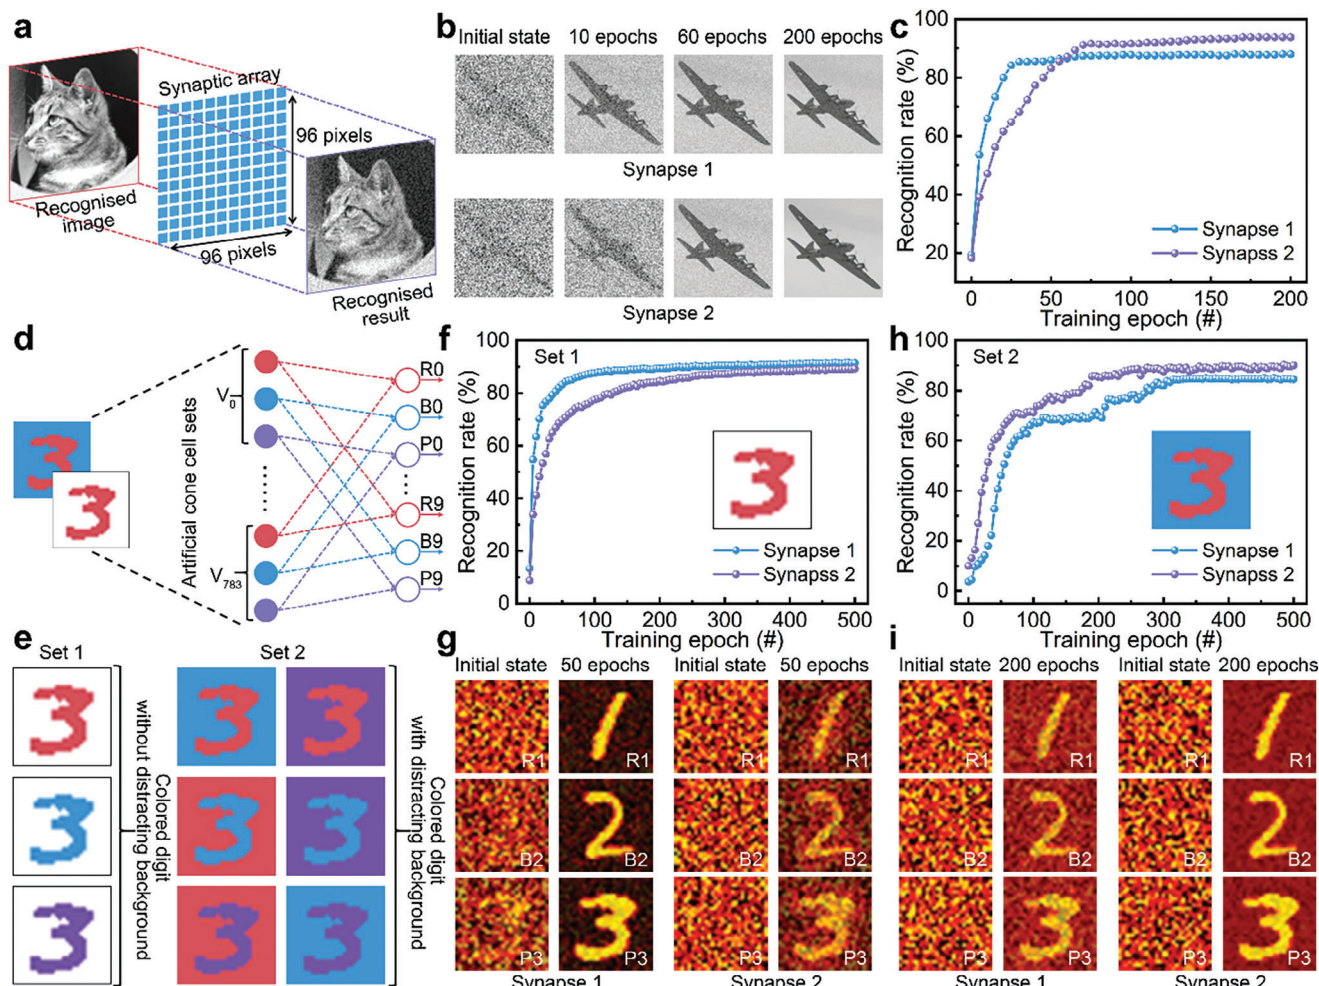 a
Synaptic array
96 pixels
96 pixels
Recognised
image
Recognised
result
b
Initial state 10 epochs 60 epochs 200 epochs
Synapse 1
Synapse 2
c
Recognition rate (%)
100
80
60
40
20
Synapse 1
Synapss 2
0 50 100 150 200
Training epoch (#)
d
V0
V783
Artificial cone cell sets
R0
B0
P0
R9
B9
P9
e
Set 1
Set 2
Colored digit
without distracting background
Colored digit
with distracting background
f
Recognition rate (%)
100
80
60
40
20
0
Set 1
Synapse 1
Synapss 2
0 100 200 300 400 500
Training epoch (#)
h
Recognition rate (%)
100
80
60
40
20
0
Set 2
Synapse 1
Synapss 2
0 100 200 300 400 500
Training epoch (#)
g
Initial state 50 epochs Initial state 50 epochs
R1 R1
B2 B2
P3 P3
Synapse 1 Synapse 2
i
Initial state 200 epochs Initial state 200 epochs
R1 R1 R1 R1
B2 B2 B2 B2
P3 P3 P3 P3
Synapse 1 Synapse 2